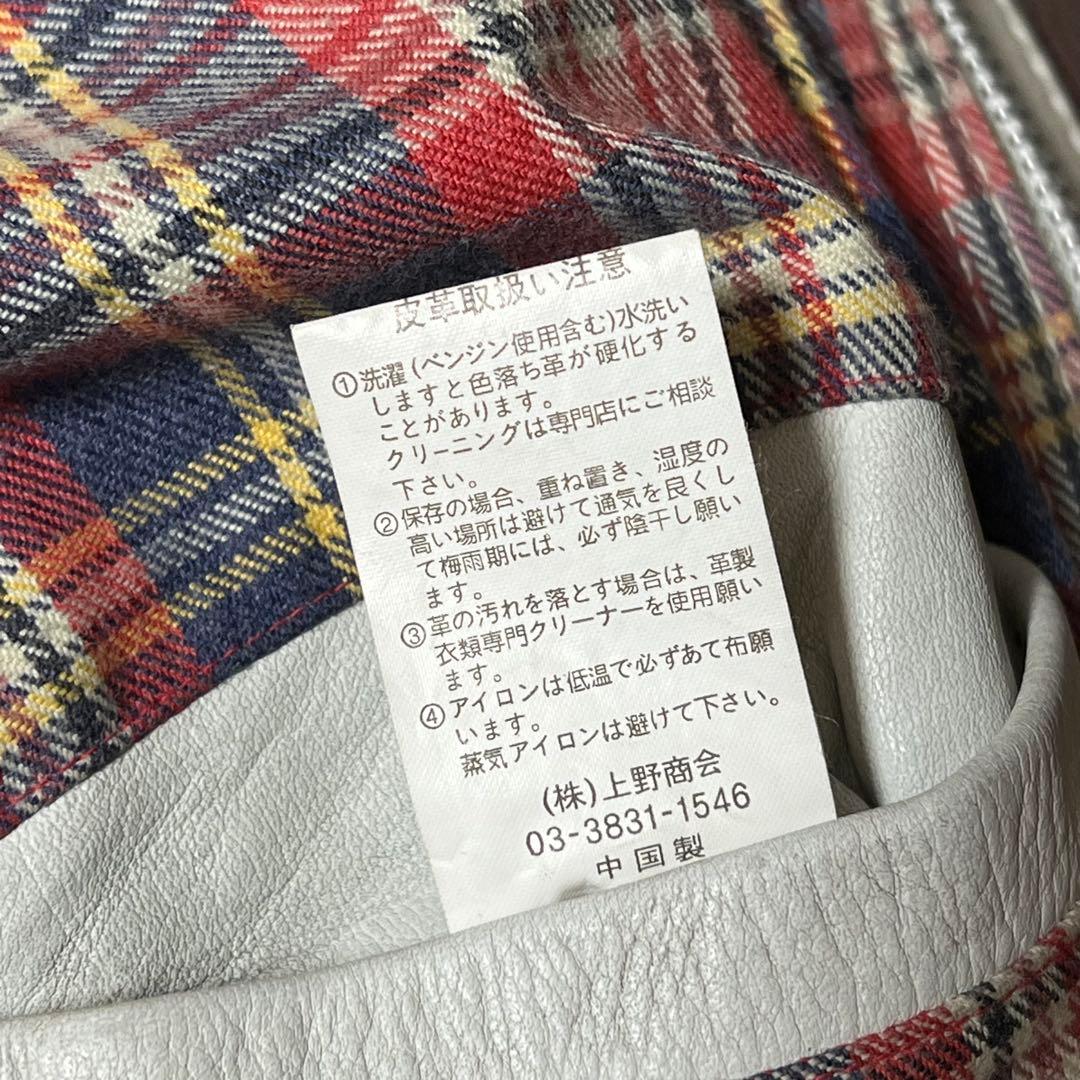 皮革取扱い注意
①洗濯(ベンジン使用含む)水洗い
しますと色落ち革が硬化する
ことがあります。
クリーニングは専門店にご相談
下さい。
②保存の場合、重ね置き、湿度の
高い場所は避けて通気を良くし
て梅雨期には、必ず陰干し願い
ます。
③革の汚れを落とす場合は、革製
衣類専門クリーナーを使用願い
ます。
④アイロンは低温で必ずあて布願
います。
蒸気アイロンは避けて下さい。
(株)上野商会
03-3831-1546
中国製